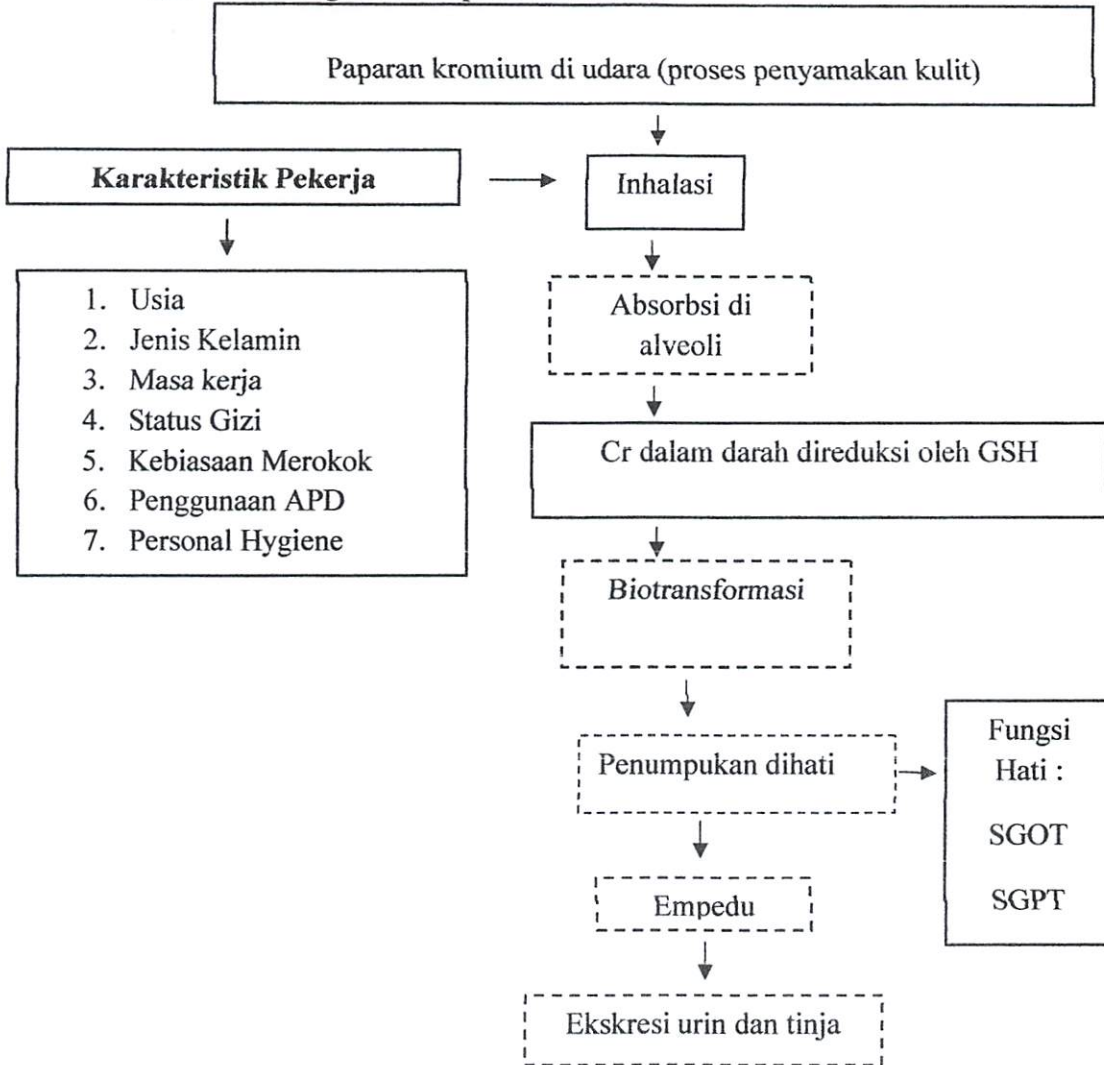 Paparan kromium di udara (proses penyamakan kulit)
Karakteristik Pekerja
Inhalasi
1. Usia
2. Jenis Kelamin
3. Masa kerja
4. Status Gizi
5. Kebiasaan Merokok
6. Penggunaan APD
7. Personal Hygiene
Absorbsi di
alveoli
Cr dalam darah direduksi oleh GSH
Biotransformasi
Penumpukan dihati
Fungsi
Hati :
SGOT
SGPT
Empedu
Ekskresi urin dan tinja